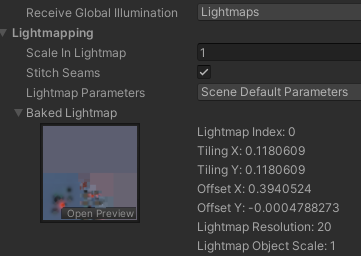 Receive Global Illumination Lightmaps
Lightmapping
Scale In Lightmap 1
Stitch Seams
Lightmap Parameters Scene Default Parameters
Baked Lightmap
Lightmap Index: 0
Tiling X: 0.1180609
Tiling Y: 0.1180609
Offset X: 0.3940524
Offset Y: -0.0004788273
Open Preview
Lightmap Resolution: 20
Lightmap Object Scale: 1